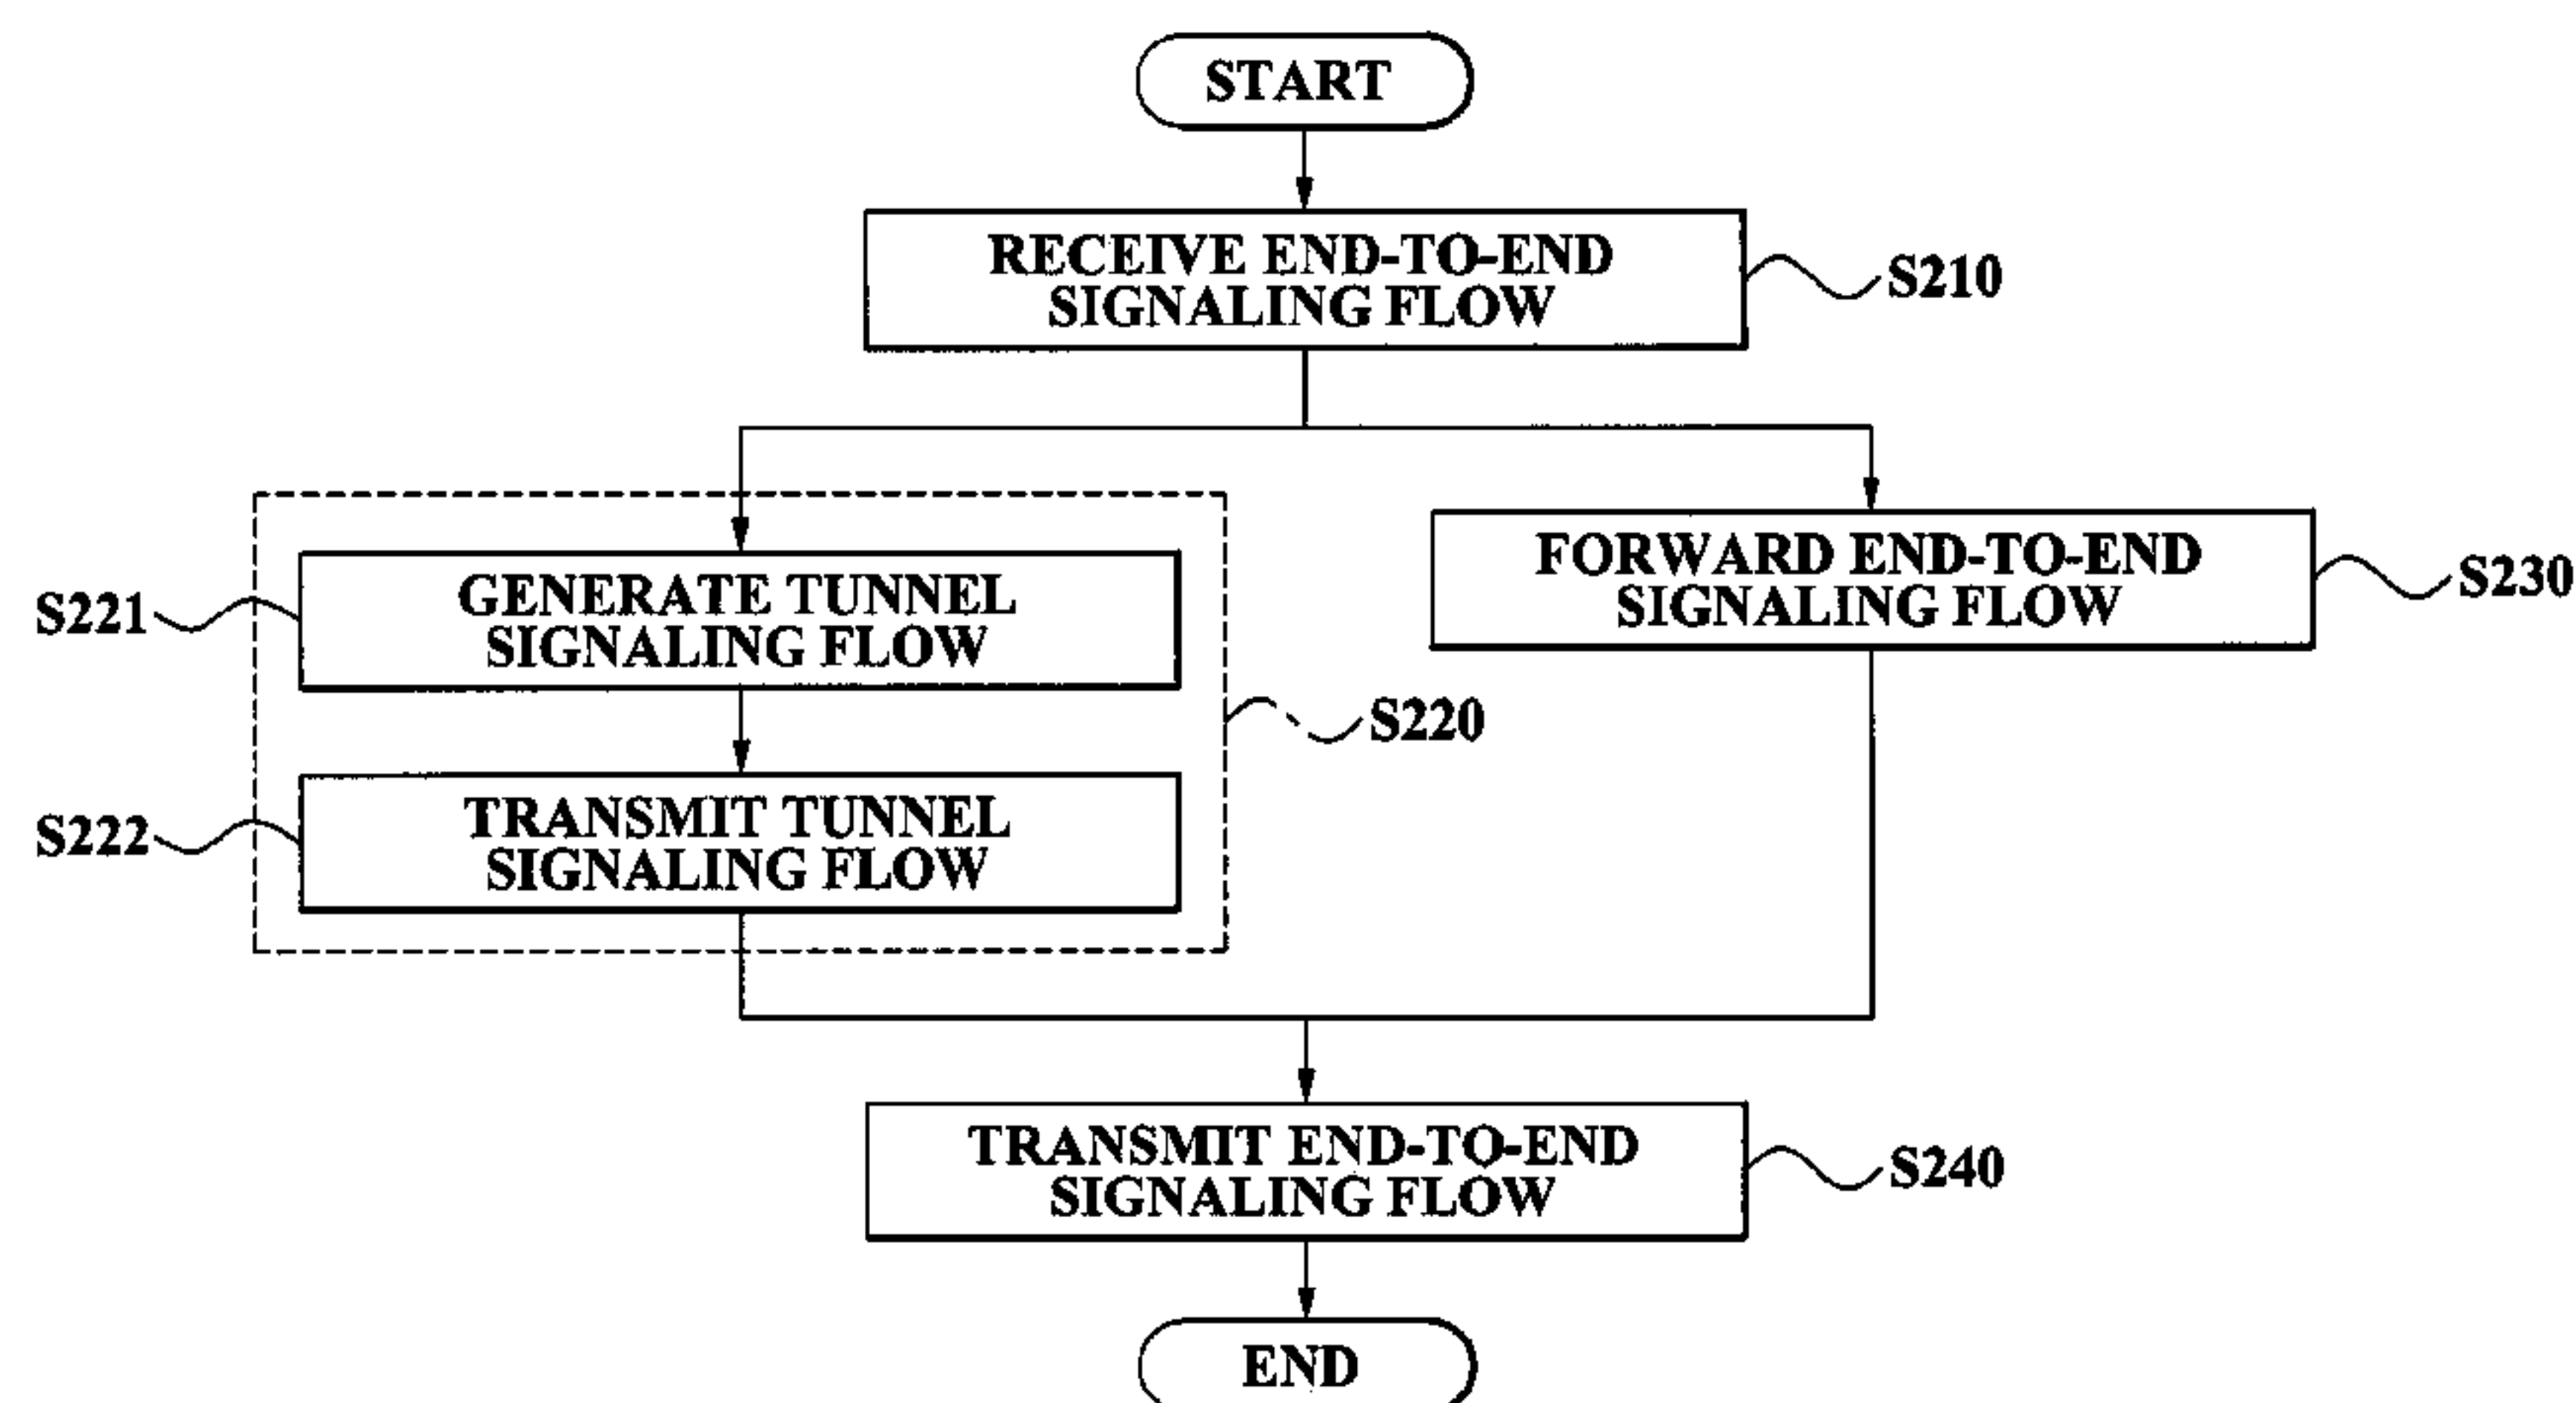 START
RECEIVE END-TO-END
SIGNALING FLOW
S210
GENERATE TUNNEL
SIGNALING FLOW
S221
FORWARD END-TO-END
SIGNALING FLOW
S230
S220
TRANSMIT TUNNEL
SIGNALING FLOW
S222
TRANSMIT END-TO-END
SIGNALING FLOW
S240
END